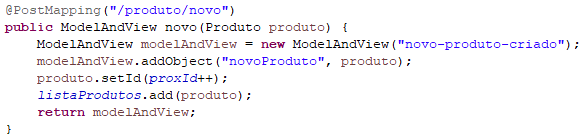 @PostMapping("/produto/novo")
public ModelAndView novo(Produto produto) {
    ModelAndView modelAndView = new ModelAndView("novo-produto-criado");
    modelAndView.addObject("novoProduto", produto);
    produto.setId(proxId++);
    listaProdutos.add(produto);
    return modelAndView;
}